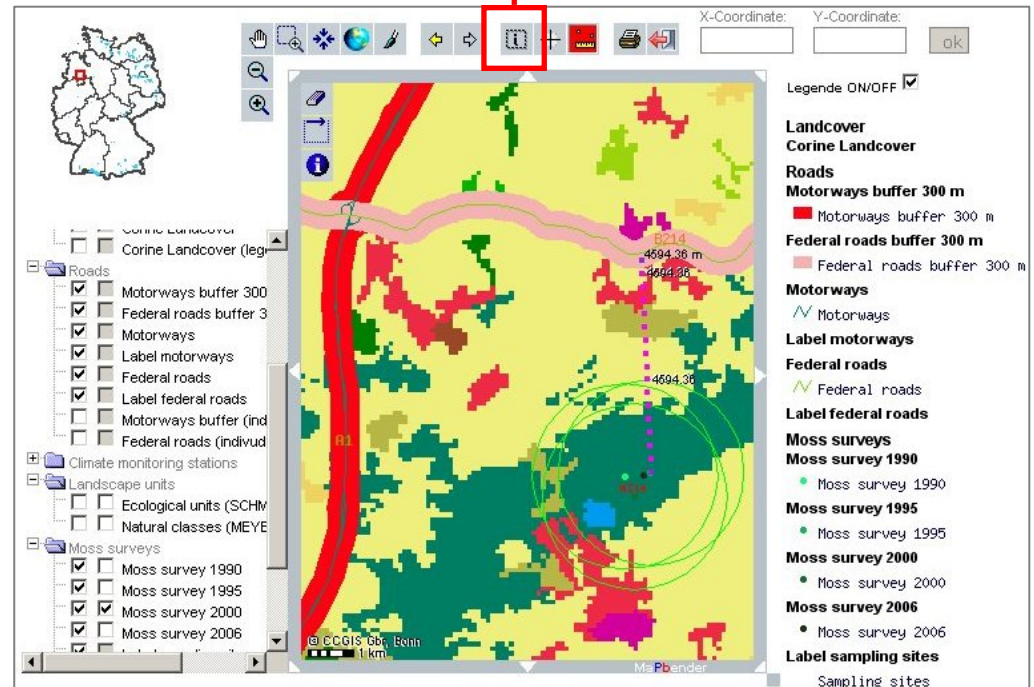 X-Coordinate: Y-Coordinate:
ok
Legende ON/OFF
Landcover
Corine Landcover
Roads
Motorways buffer 300 m
Motorways buffer 300 m
Federal roads buffer 300 m
Federal roads buffer 300 m
Motorways
Motorways
Label motorways
Federal roads
Federal roads
Label federal roads
Moss surveys
Moss survey 1990
Moss survey 1990
Moss survey 1995
Moss survey 1995
Moss survey 2000
Moss survey 2000
Moss survey 2006
Moss survey 2006
Label sampling sites
Sampling sites
Corine Landcover (lege
Roads
Motorways buffer 300
Federal roads buffer 3
Motorways
Label motorways
Federal roads
Label federal roads
Motorways buffer (ind
Federal roads (individ
Climate monitoring stations
Landscape units
Ecological units (SCHM
Natural classes (MEYE
Moss surveys
Moss survey 1990
Moss survey 1995
Moss survey 2000
Moss survey 2006
B214
4594.36 m
4594.36
4594.36
A1
© CCGIS Gbr, Bonn
1 km
MaPbender